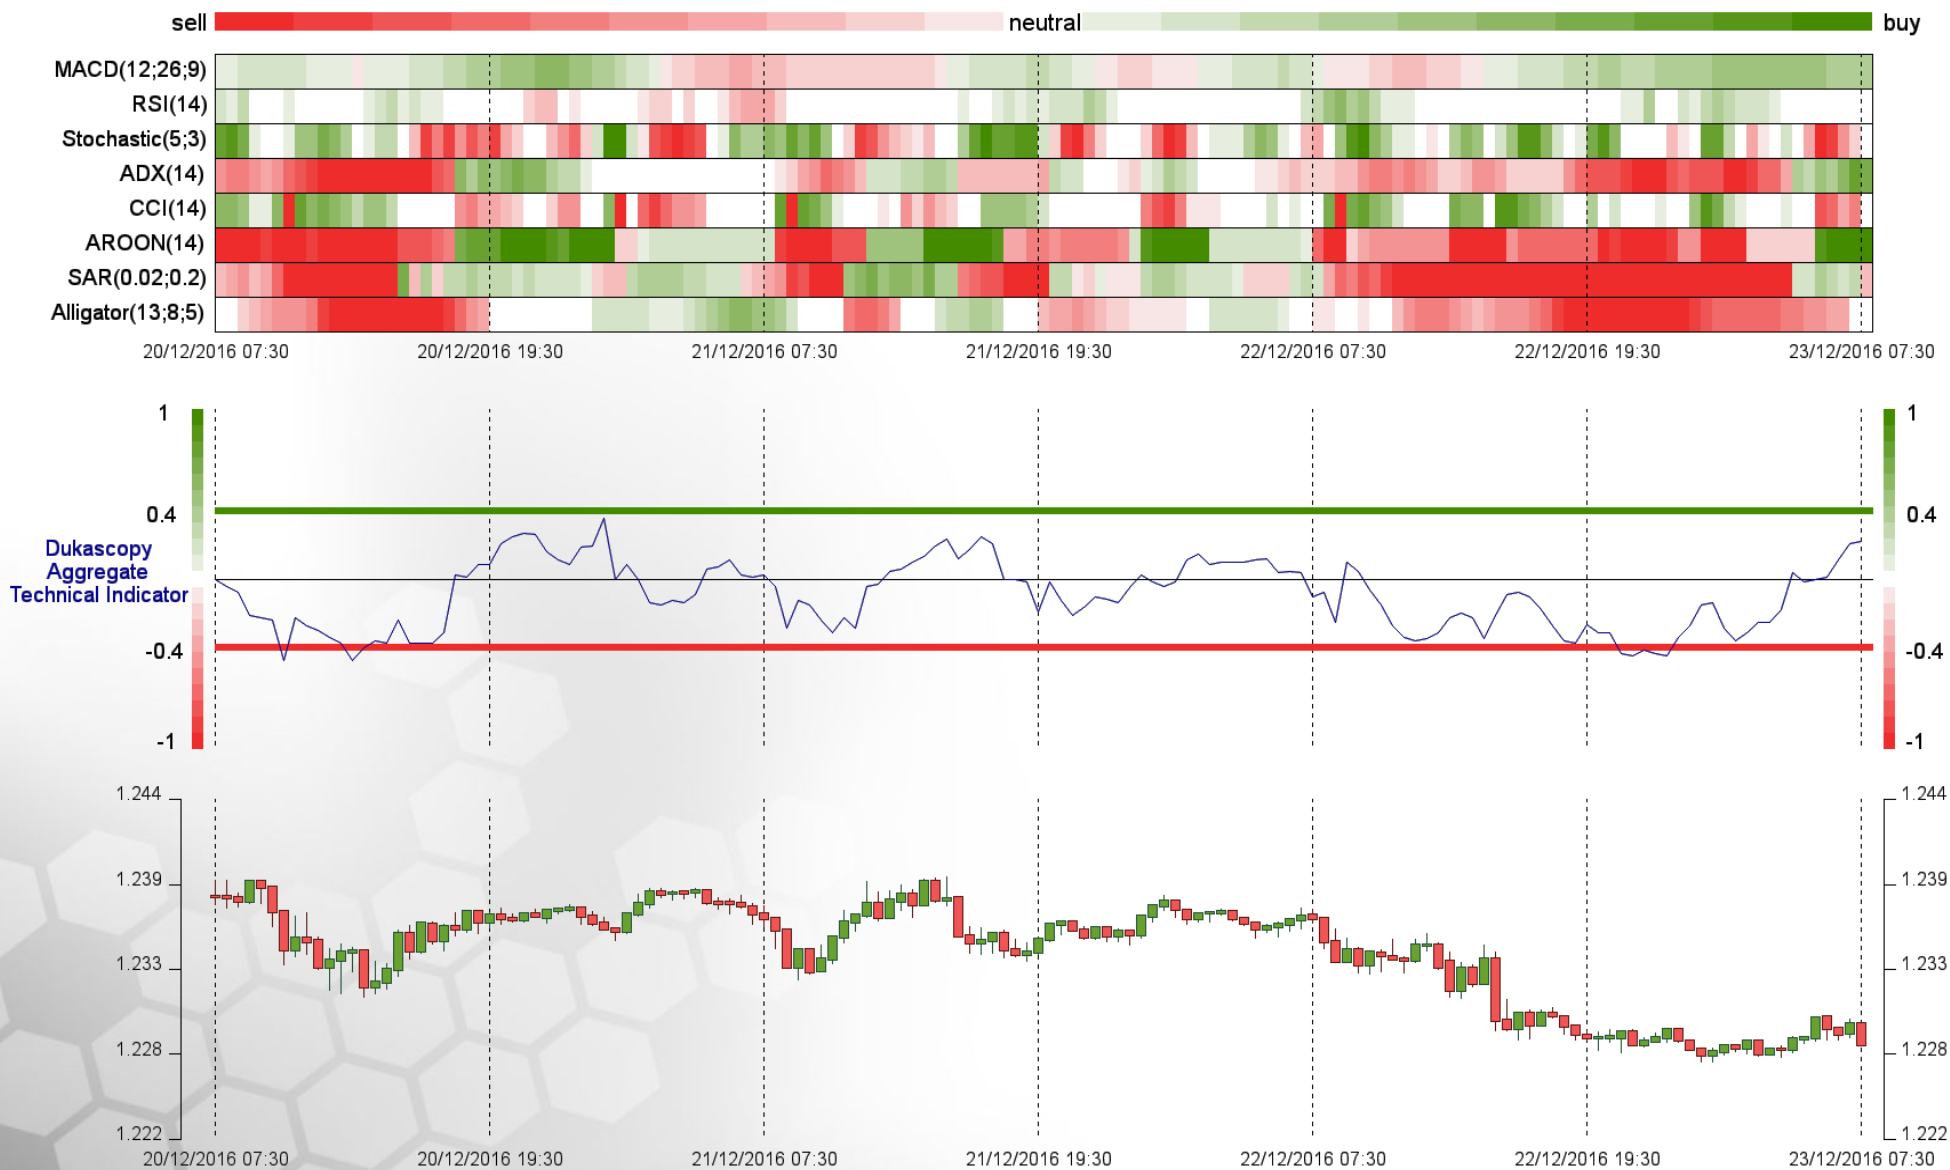 sell neutral buy
MACD(12;26;9)
RSI(14)
Stochastic(5;3)
ADX(14)
CCI(14)
AROON(14)
SAR(0.02;0.2)
Alligator(13;8;5)
20/12/2016 07:30 20/12/2016 19:30 21/12/2016 07:30 21/12/2016 19:30 22/12/2016 07:30 22/12/2016 19:30 23/12/2016 07:30
1 1
0.4 0.4
Dukascopy
Aggregate
Technical Indicator
-0.4 -0.4
-1 -1
1.244 1.244
1.239 1.239
1.233 1.233
1.228 1.228
1.222 1.222
20/12/2016 07:30 20/12/2016 19:30 21/12/2016 07:30 21/12/2016 19:30 22/12/2016 07:30 22/12/2016 19:30 23/12/2016 07:30